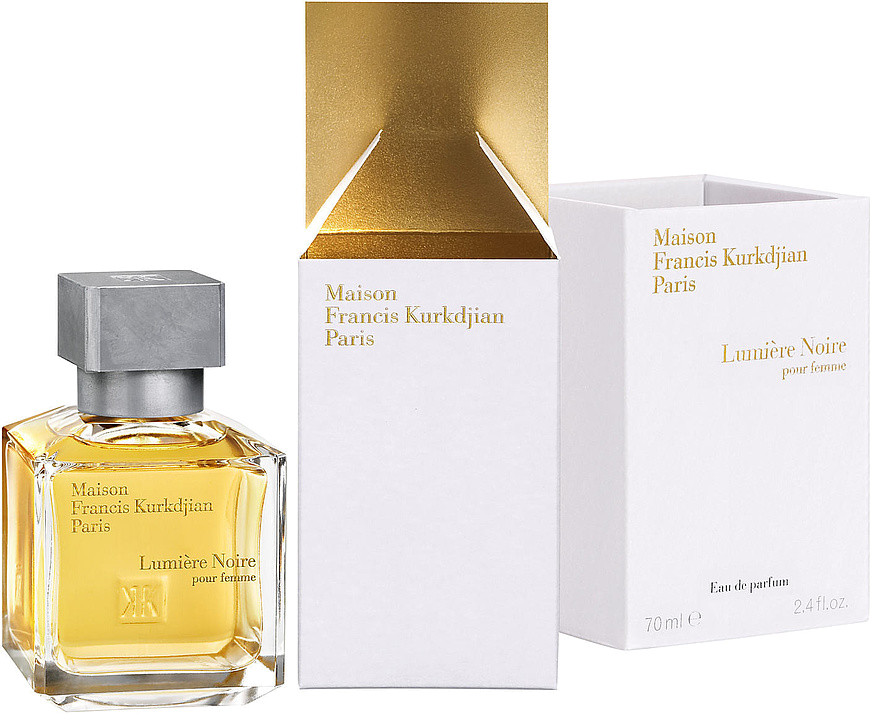 Maison
Francis Kurkdjian
Paris
Lumière Noire
pour femme
Maison
Francis Kurkdjian
Paris
Maison
Francis Kurkdjian
Paris
Lumière Noire
pour femme
Eau de parfum
70 ml ℮
2.4 fl.oz.